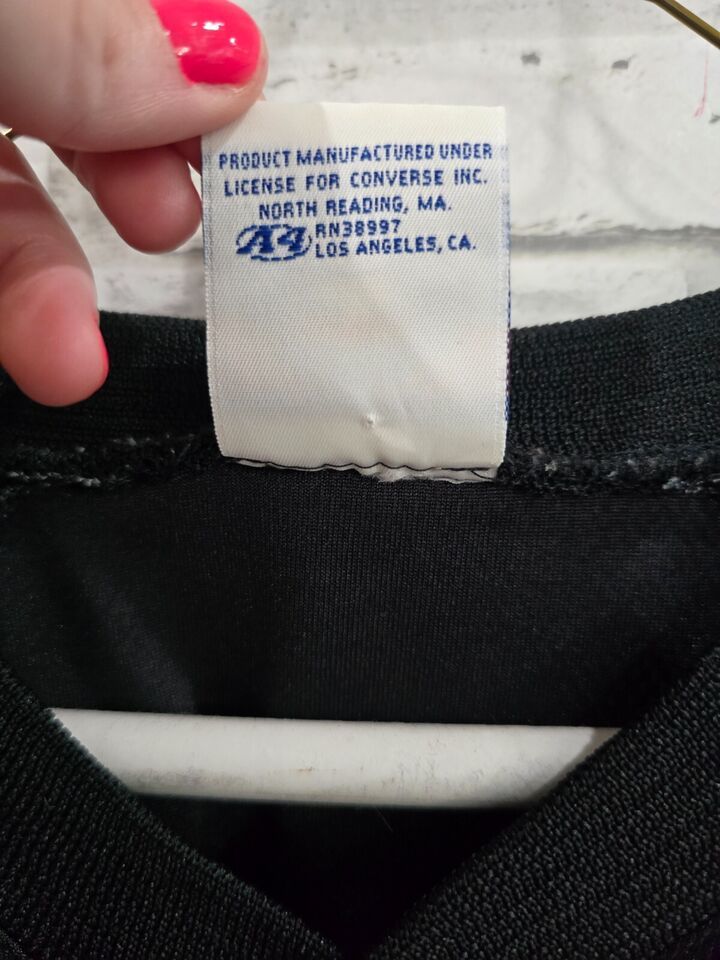 PRODUCT MANUFACTURED UNDER
LICENSE FOR CONVERSE INC.
NORTH READING, MA.
A4 RN38997
LOS ANGELES, CA.